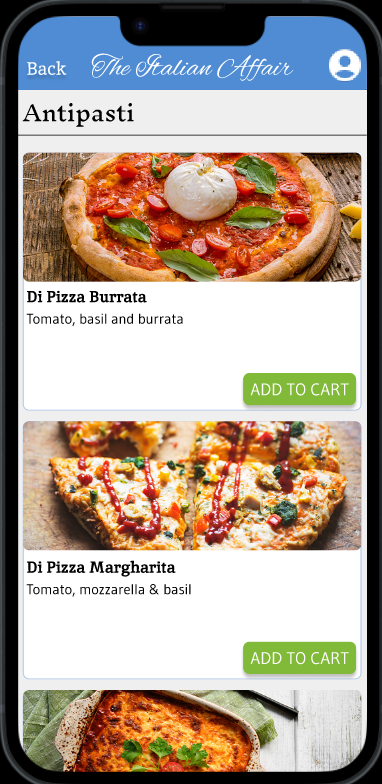 Back The Italian Affair
Antipasti
Di Pizza Burrata
Tomato, basil and burrata
ADD TO CART
Di Pizza Margharita
Tomato, mozzarella & basil
ADD TO CART